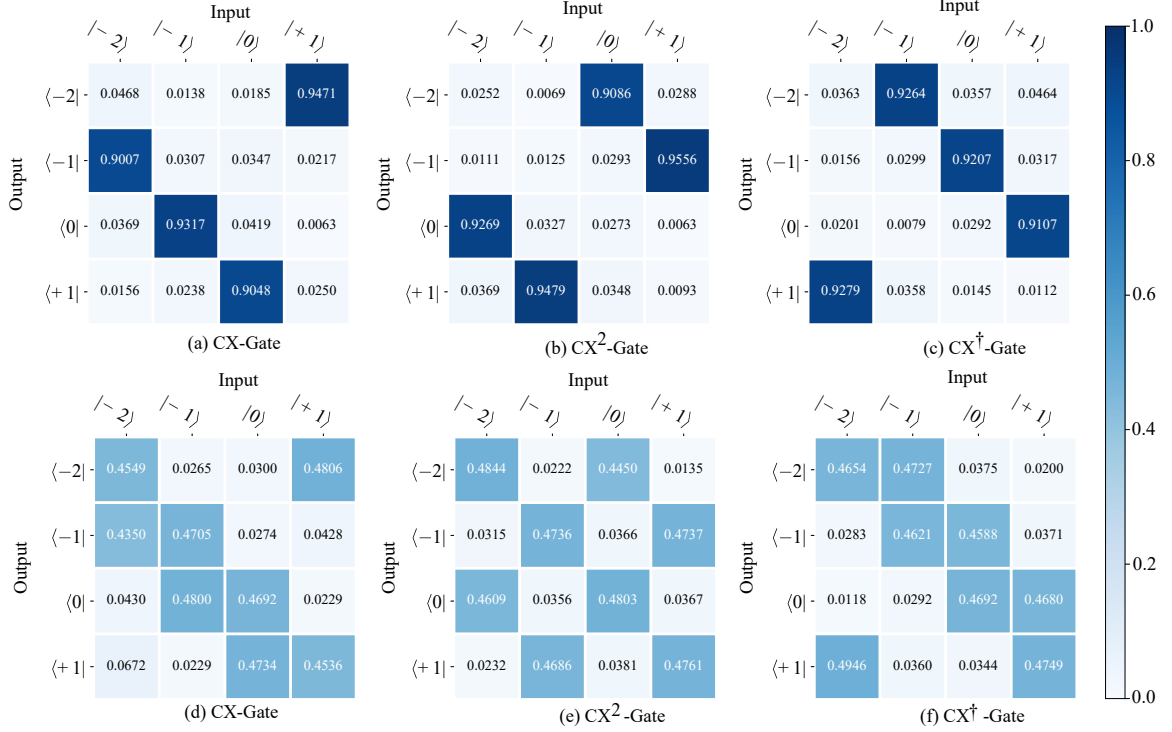 Input Input Input
|−2⟩ |−1⟩ |0⟩ |+1⟩ |−2⟩ |−1⟩ |0⟩ |+1⟩ |−2⟩ |−1⟩ |0⟩ |+1⟩ 1.0
⟨−2| 0.0468 0.0138 0.0185 0.9471 ⟨−2| 0.0252 0.0069 0.9086 0.0288 ⟨−2| 0.0363 0.9264 0.0357 0.0464
⟨−1| 0.9007 0.0307 0.0347 0.0217 ⟨−1| 0.0111 0.0125 0.0293 0.9556 ⟨−1| 0.0156 0.0299 0.9207 0.0317 0.8
Output Output Output
⟨0| 0.0369 0.9317 0.0419 0.0063 ⟨0| 0.9269 0.0327 0.0273 0.0063 ⟨0| 0.0201 0.0079 0.0292 0.9107
⟨+1| 0.0156 0.0238 0.9048 0.0250 ⟨+1| 0.0369 0.9479 0.0348 0.0093 ⟨+1| 0.9279 0.0358 0.0145 0.0112 0.6
(a) CX-Gate (b) CX²-Gate (c) CX†-Gate
Input Input Input
|−2⟩ |−1⟩ |0⟩ |+1⟩ |−2⟩ |−1⟩ |0⟩ |+1⟩ |−2⟩ |−1⟩ |0⟩ |+1⟩ 0.4
⟨−2| 0.4549 0.0265 0.0300 0.4806 ⟨−2| 0.4844 0.0222 0.4450 0.0135 ⟨−2| 0.4654 0.4727 0.0375 0.0200
⟨−1| 0.4350 0.4705 0.0274 0.0428 ⟨−1| 0.0315 0.4736 0.0366 0.4737 ⟨−1| 0.0283 0.4621 0.4588 0.0371
Output Output Output 0.2
⟨0| 0.0430 0.4800 0.4692 0.0229 ⟨0| 0.4609 0.0356 0.4803 0.0367 ⟨0| 0.0118 0.0292 0.4692 0.4680
⟨+1| 0.0672 0.0229 0.4734 0.4536 ⟨+1| 0.0232 0.4686 0.0381 0.4761 ⟨+1| 0.4946 0.0360 0.0344 0.4749
(d) CX-Gate (e) CX²-Gate (f) CX†-Gate 0.0